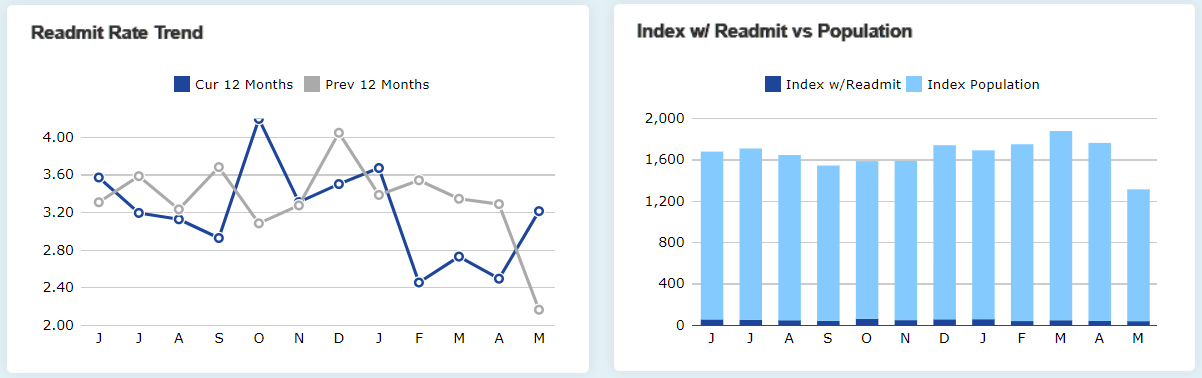 Readmit Rate Trend
Cur 12 Months Prev 12 Months
4.00
3.60
3.20
2.80
2.40
2.00
J J A S O N D J F M A M
Index w/ Readmit vs Population
Index w/Readmit Index Population
2,000
1,600
1,200
800
400
0
J J A S O N D J F M A M